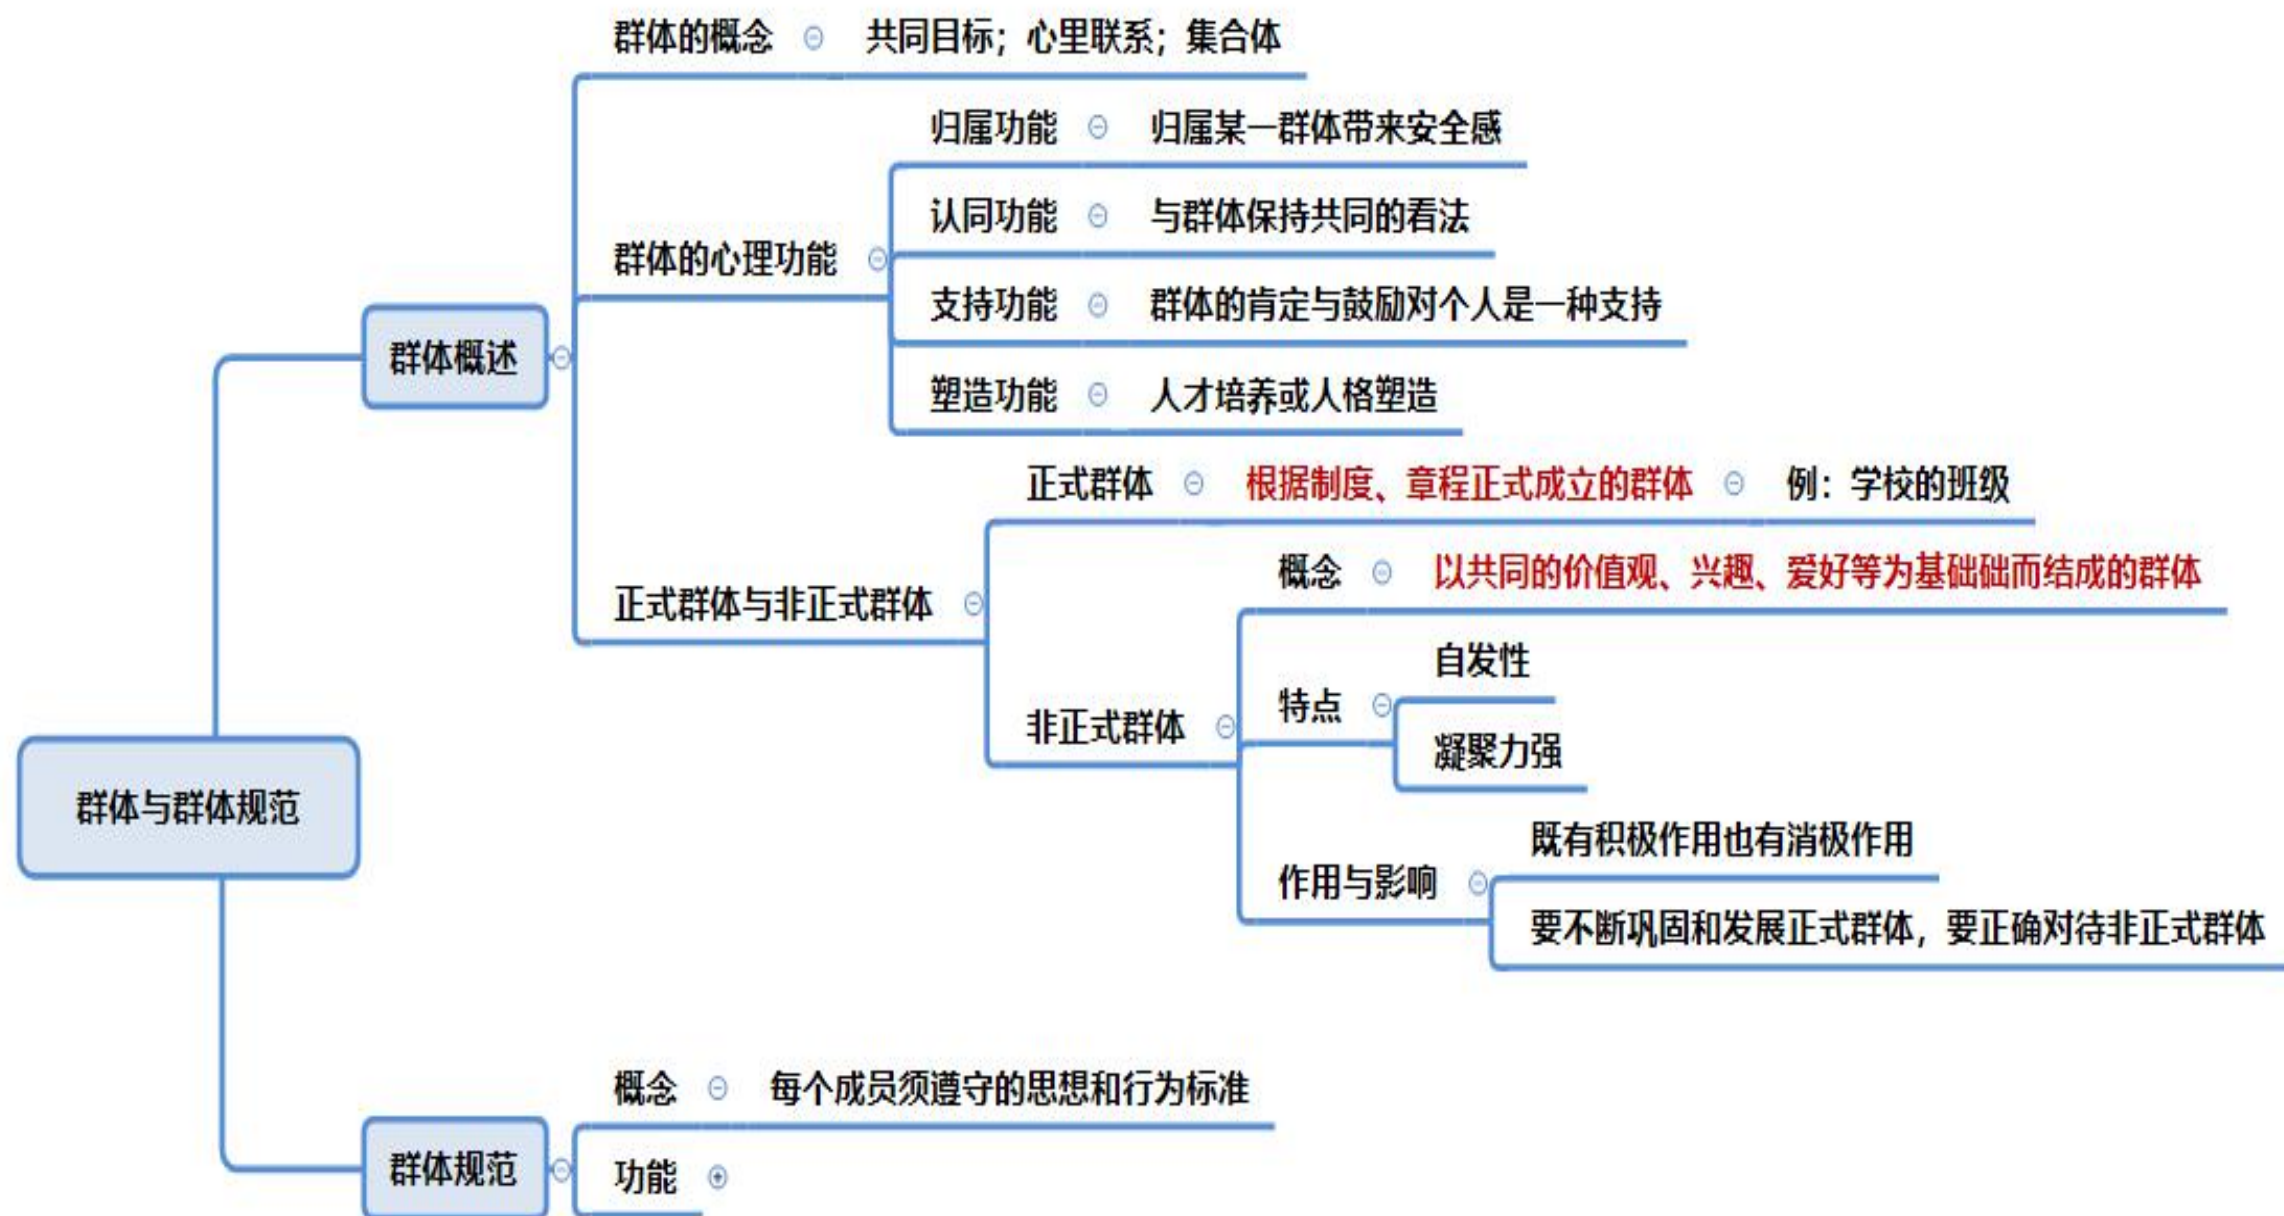 群体的概念 共同目标；心里联系；集合体
归属功能 归属某一群体带来安全感
认同功能 与群体保持共同的看法
群体的心理功能
支持功能 群体的肯定与鼓励对个人是一种支持
群体概述
塑造功能 人才培养或人格塑造
正式群体 根据制度、章程正式成立的群体 例：学校的班级
概念 以共同的价值观、兴趣、爱好等为基础础而结成的群体
正式群体与非正式群体
自发性
特点
非正式群体
凝聚力强
群体与群体规范
既有积极作用也有消极作用
作用与影响
要不断巩固和发展正式群体，要正确对待非正式群体
概念 每个成员须遵守的思想和行为标准
群体规范
功能